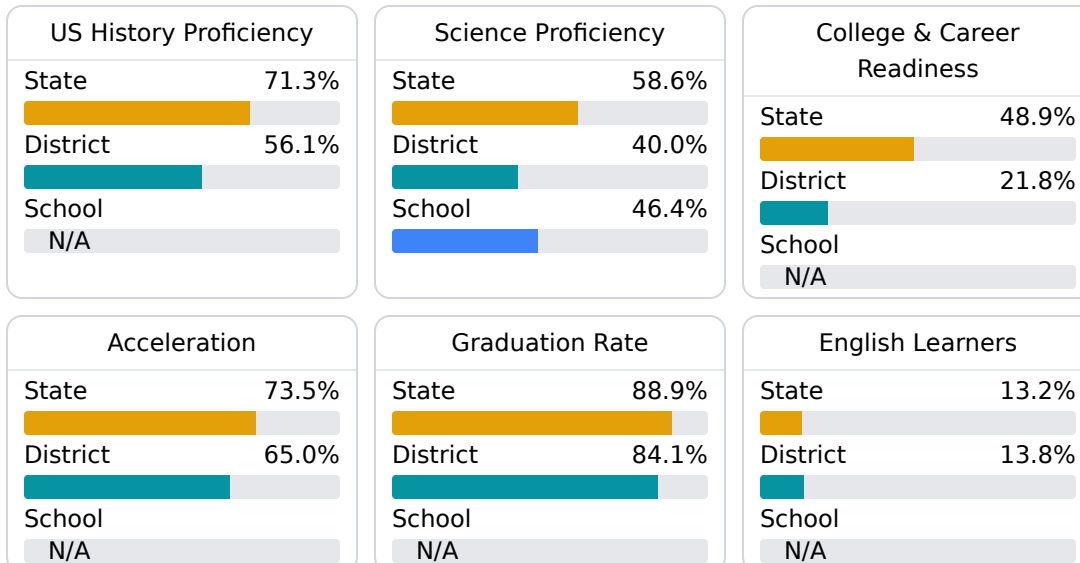 US History Proficiency
State 71.3%
District 56.1%
School
N/A
Science Proficiency
State 58.6%
District 40.0%
School 46.4%
College & Career
Readiness
State 48.9%
District 21.8%
School
N/A
Acceleration
State 73.5%
District 65.0%
School
N/A
Graduation Rate
State 88.9%
District 84.1%
School
N/A
English Learners
State 13.2%
District 13.8%
School
N/A